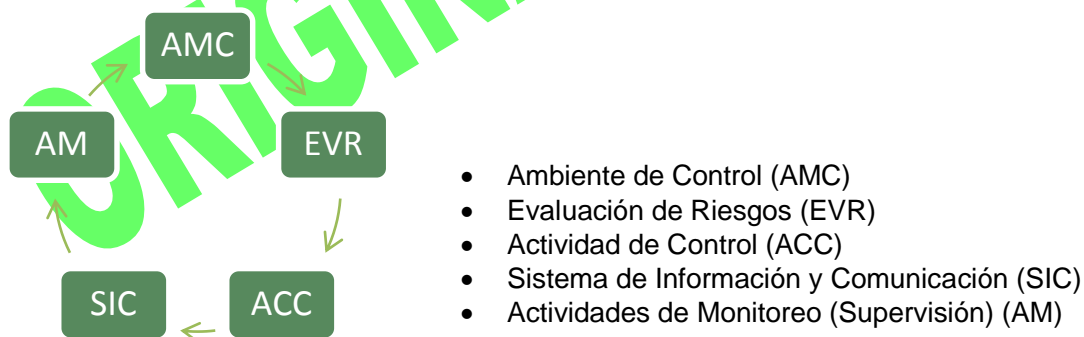 AMC
AM
EVR
SIC
ACC
• Ambiente de Control (AMC)
• Evaluación de Riesgos (EVR)
• Actividad de Control (ACC)
• Sistema de Información y Comunicación (SIC)
• Actividades de Monitoreo (Supervisión) (AM)